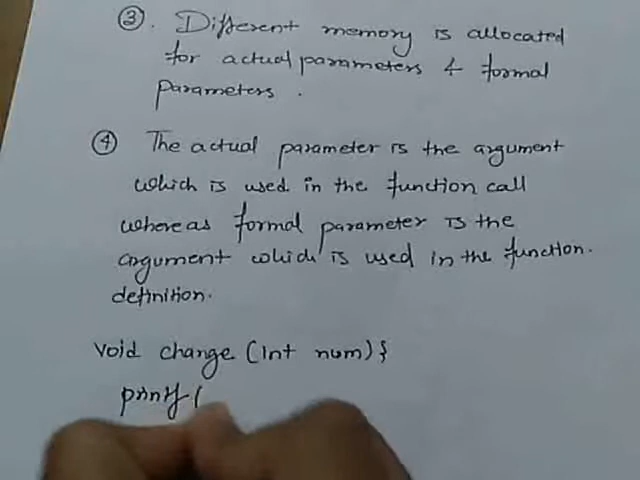 ③. Different memory is allocated
for actual parameters & formal
parameters.
④ The actual parameter is the argument
which is used in the function call
whereas formal parameter is the
argument which is used in the function
definition.
void change (int num) }
printf (